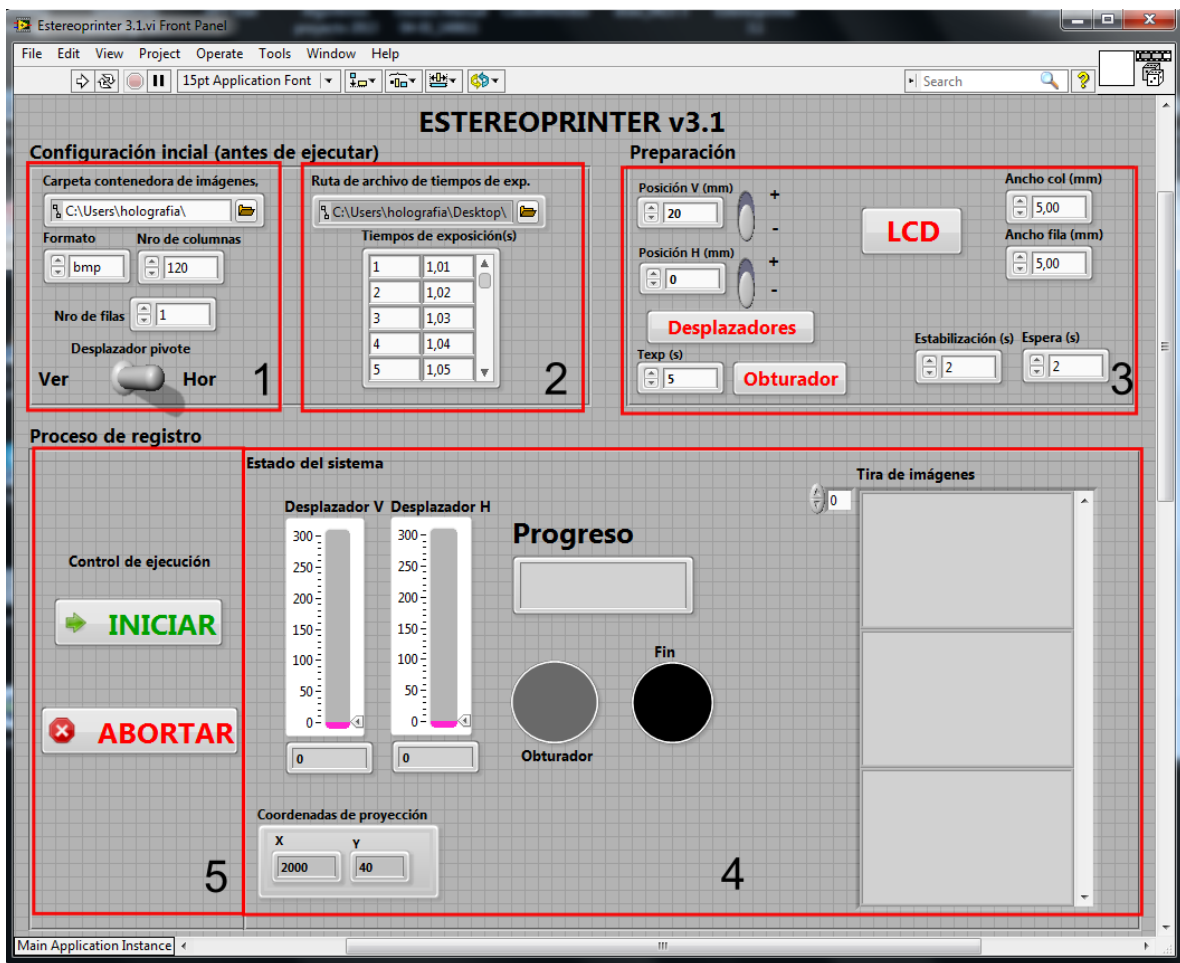 Estereoprinter 3.1.vi Front Panel
File Edit View Project Operate Tools Window Help
15pt Application Font
Search
ESTEREOPRINTER v3.1
Configuración incial (antes de ejecutar)
Preparación
Carpeta contenedora de imágenes,
C:\Users\holografia\
Formato
Nro de columnas
bmp
120
Nro de filas
1
Desplazador pivote
Ver
Hor
1
Ruta de archivo de tiempos de exp.
C:\Users\holografia\Desktop\
Tiempos de exposición(s)
1 1,01
2 1,02
3 1,03
4 1,04
5 1,05
2
Posición V (mm)
+
20
-
Posición H (mm)
+
0
-
Desplazadores
Texp (s)
5
Obturador
LCD
Ancho col (mm)
5,00
Ancho fila (mm)
5,00
Estabilización (s)
Espera (s)
2
2
3
Proceso de registro
Control de ejecución
INICIAR
ABORTAR
5
Estado del sistema
Desplazador V
Desplazador H
300
250
200
150
100
50
0
300
250
200
150
100
50
0
0
0
Progreso
Fin
Obturador
Coordenadas de proyección
X
Y
2000
40
4
Tira de imágenes
0
Main Application Instance